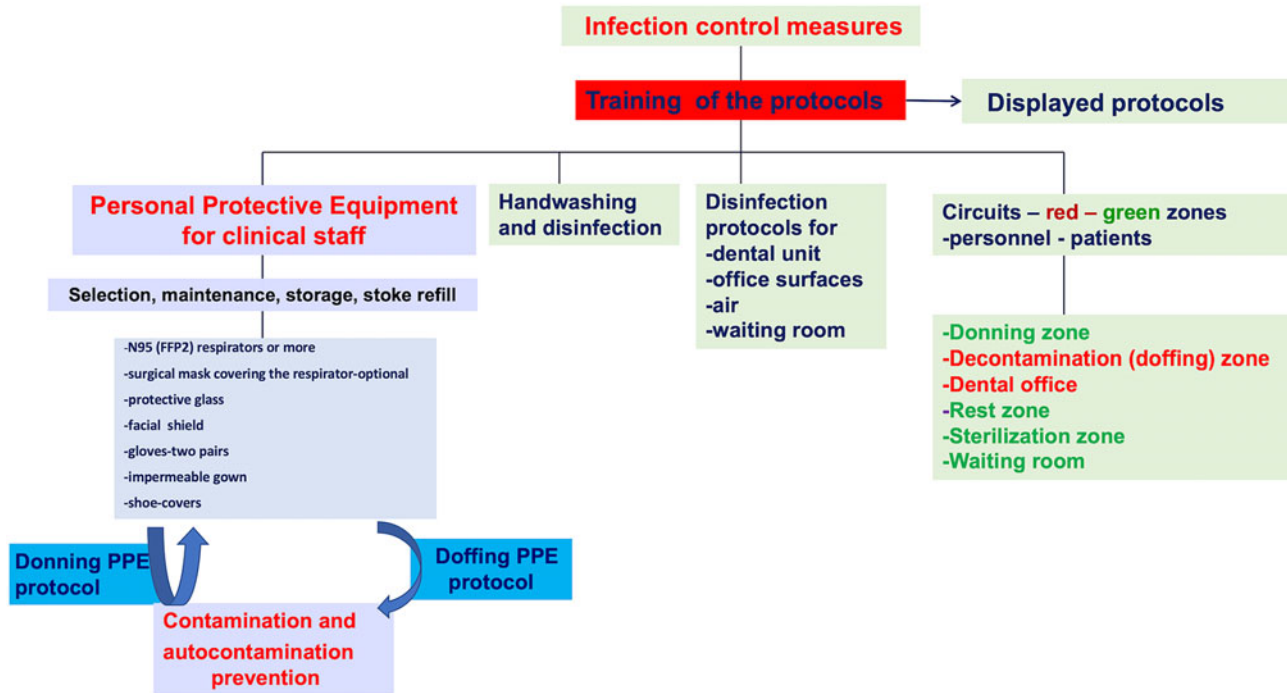 Infection control measures
Training of the protocols
Displayed protocols
Personal Protective Equipment
for clinical staff
Selection, maintenance, storage, stoke refill
-N95 (FFP2) respirators or more
-surgical mask covering the respirator-optional
-protective glass
-facial shield
-gloves-two pairs
-impermeable gown
-shoe-covers
Donning PPE
protocol
Doffing PPE
protocol
Contamination and
autocontamination
prevention
Handwashing
and disinfection
Disinfection
protocols for
-dental unit
-office surfaces
-air
-waiting room
Circuits – red – green zones
-personnel - patients
-Donning zone
-Decontamination (doffing) zone
-Dental office
-Rest zone
-Sterilization zone
-Waiting room